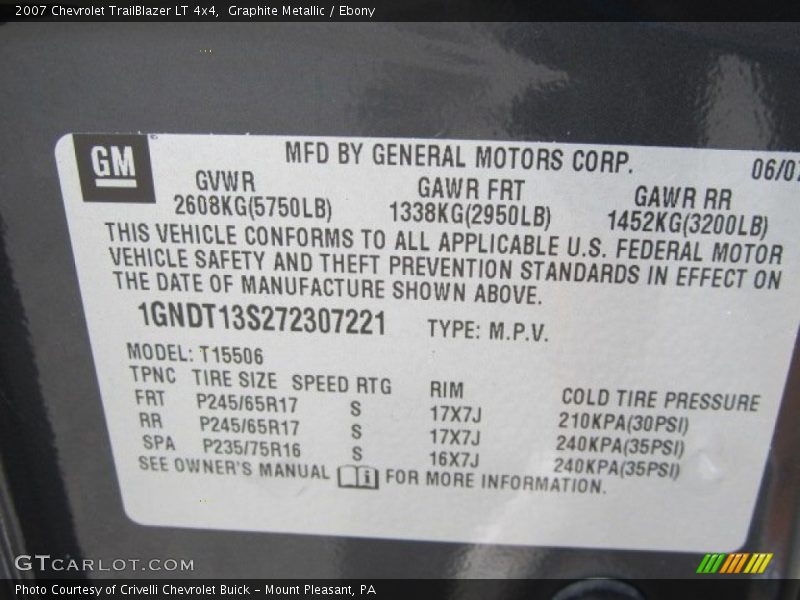 2007 Chevrolet TrailBlazer LT 4x4,  Graphite Metallic / Ebony
GM
MFD BY GENERAL MOTORS CORP.
06/07
GVWR GAWR FRT GAWR RR
2608KG(5750LB) 1338KG(2950LB) 1452KG(3200LB)
THIS VEHICLE CONFORMS TO ALL APPLICABLE U.S. FEDERAL MOTOR
VEHICLE SAFETY AND THEFT PREVENTION STANDARDS IN EFFECT ON
THE DATE OF MANUFACTURE SHOWN ABOVE.
1GNDT13S272307221 TYPE: M.P.V.
MODEL: T15506
TPNC TIRE SIZE SPEED RTG RIM COLD TIRE PRESSURE
FRT P245/65R17 S 17X7J 210KPA(30PSI)
RR P245/65R17 S 17X7J 240KPA(35PSI)
SPA P235/75R16 S 16X7J 240KPA(35PSI)
SEE OWNER'S MANUAL i FOR MORE INFORMATION.
GTCARLOT.COM
Photo Courtesy of Crivelli Chevrolet Buick – Mount Pleasant, PA